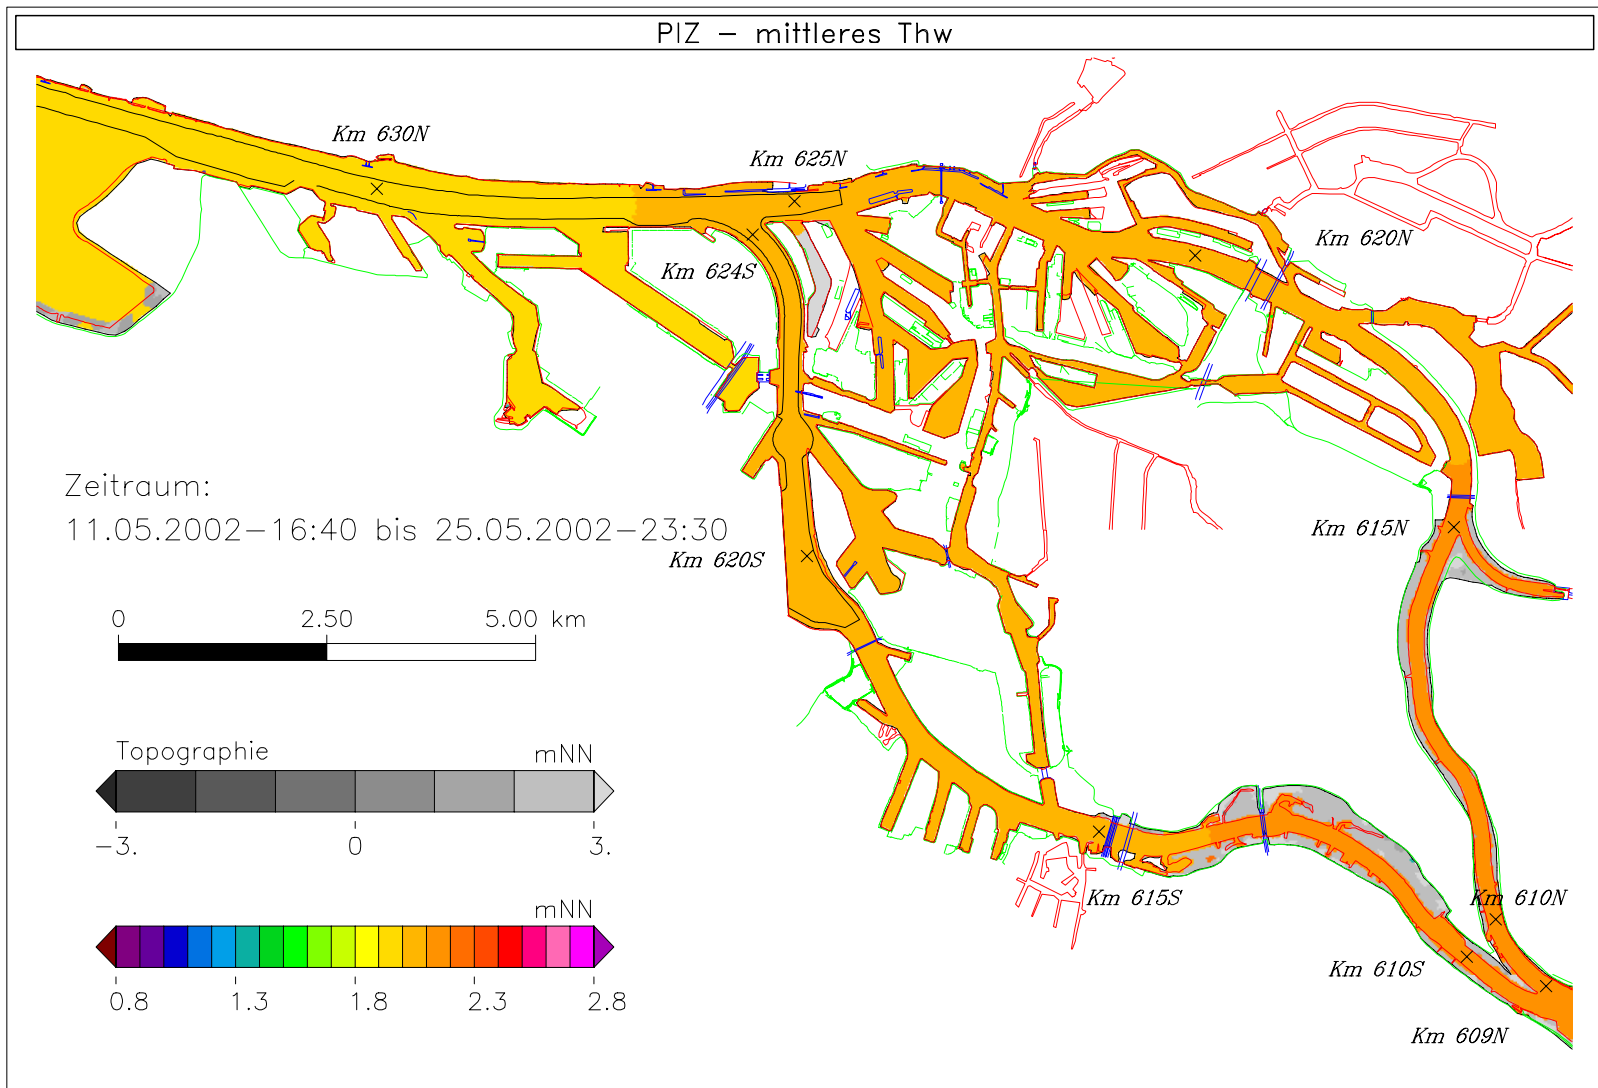 PIZ – mittleres Thw
Km 630N
Km 625N
Km 620N
Km 624S
Zeitraum:
11.05.2002–16:40 bis 25.05.2002–23:30
Km 615N
Km 620S
0 2.50 5.00 km
Topographie mNN
–3. 0 3.
Km 615S
Km 610N
mNN
Km 610S
0.8 1.3 1.8 2.3 2.8
Km 609N